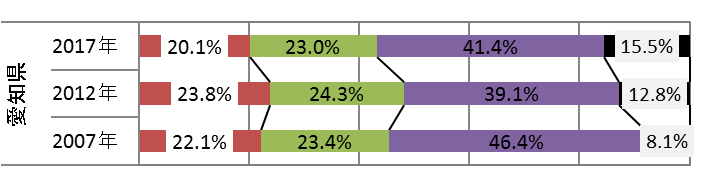 愛知県
2017年 20.1% 23.0% 41.4% 15.5%
2012年 23.8% 24.3% 39.1% 12.8%
2007年 22.1% 23.4% 46.4% 8.1%